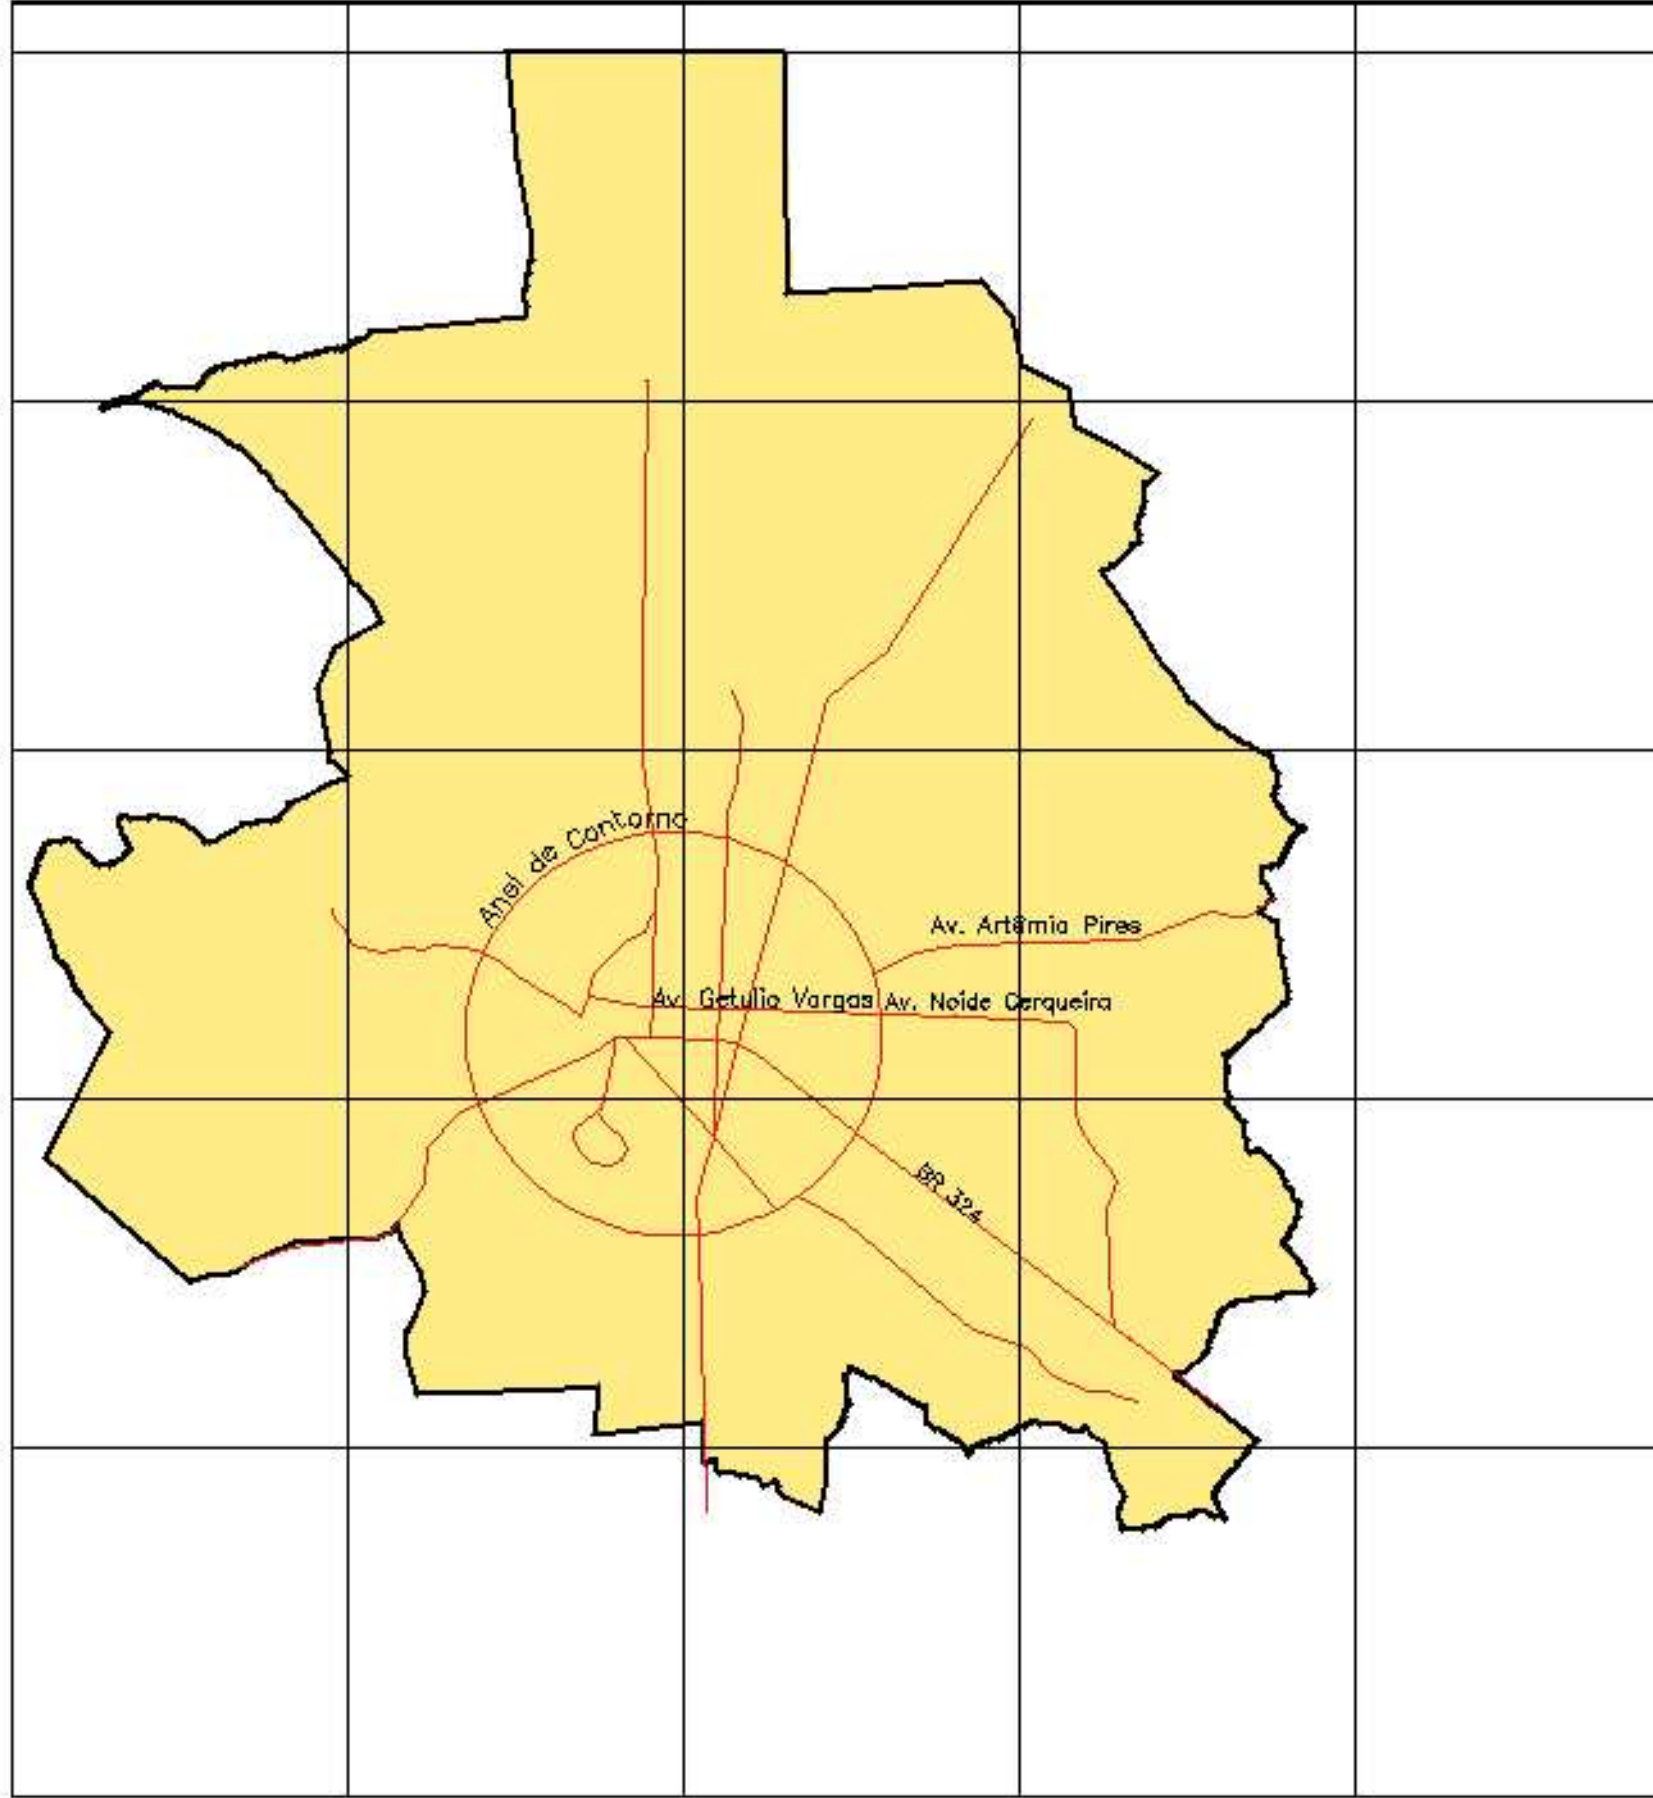 Anel de Contorno
Av. Artêmia Pires
Av. Getulio Vargas
Av. Noide Cerqueira
BR 324